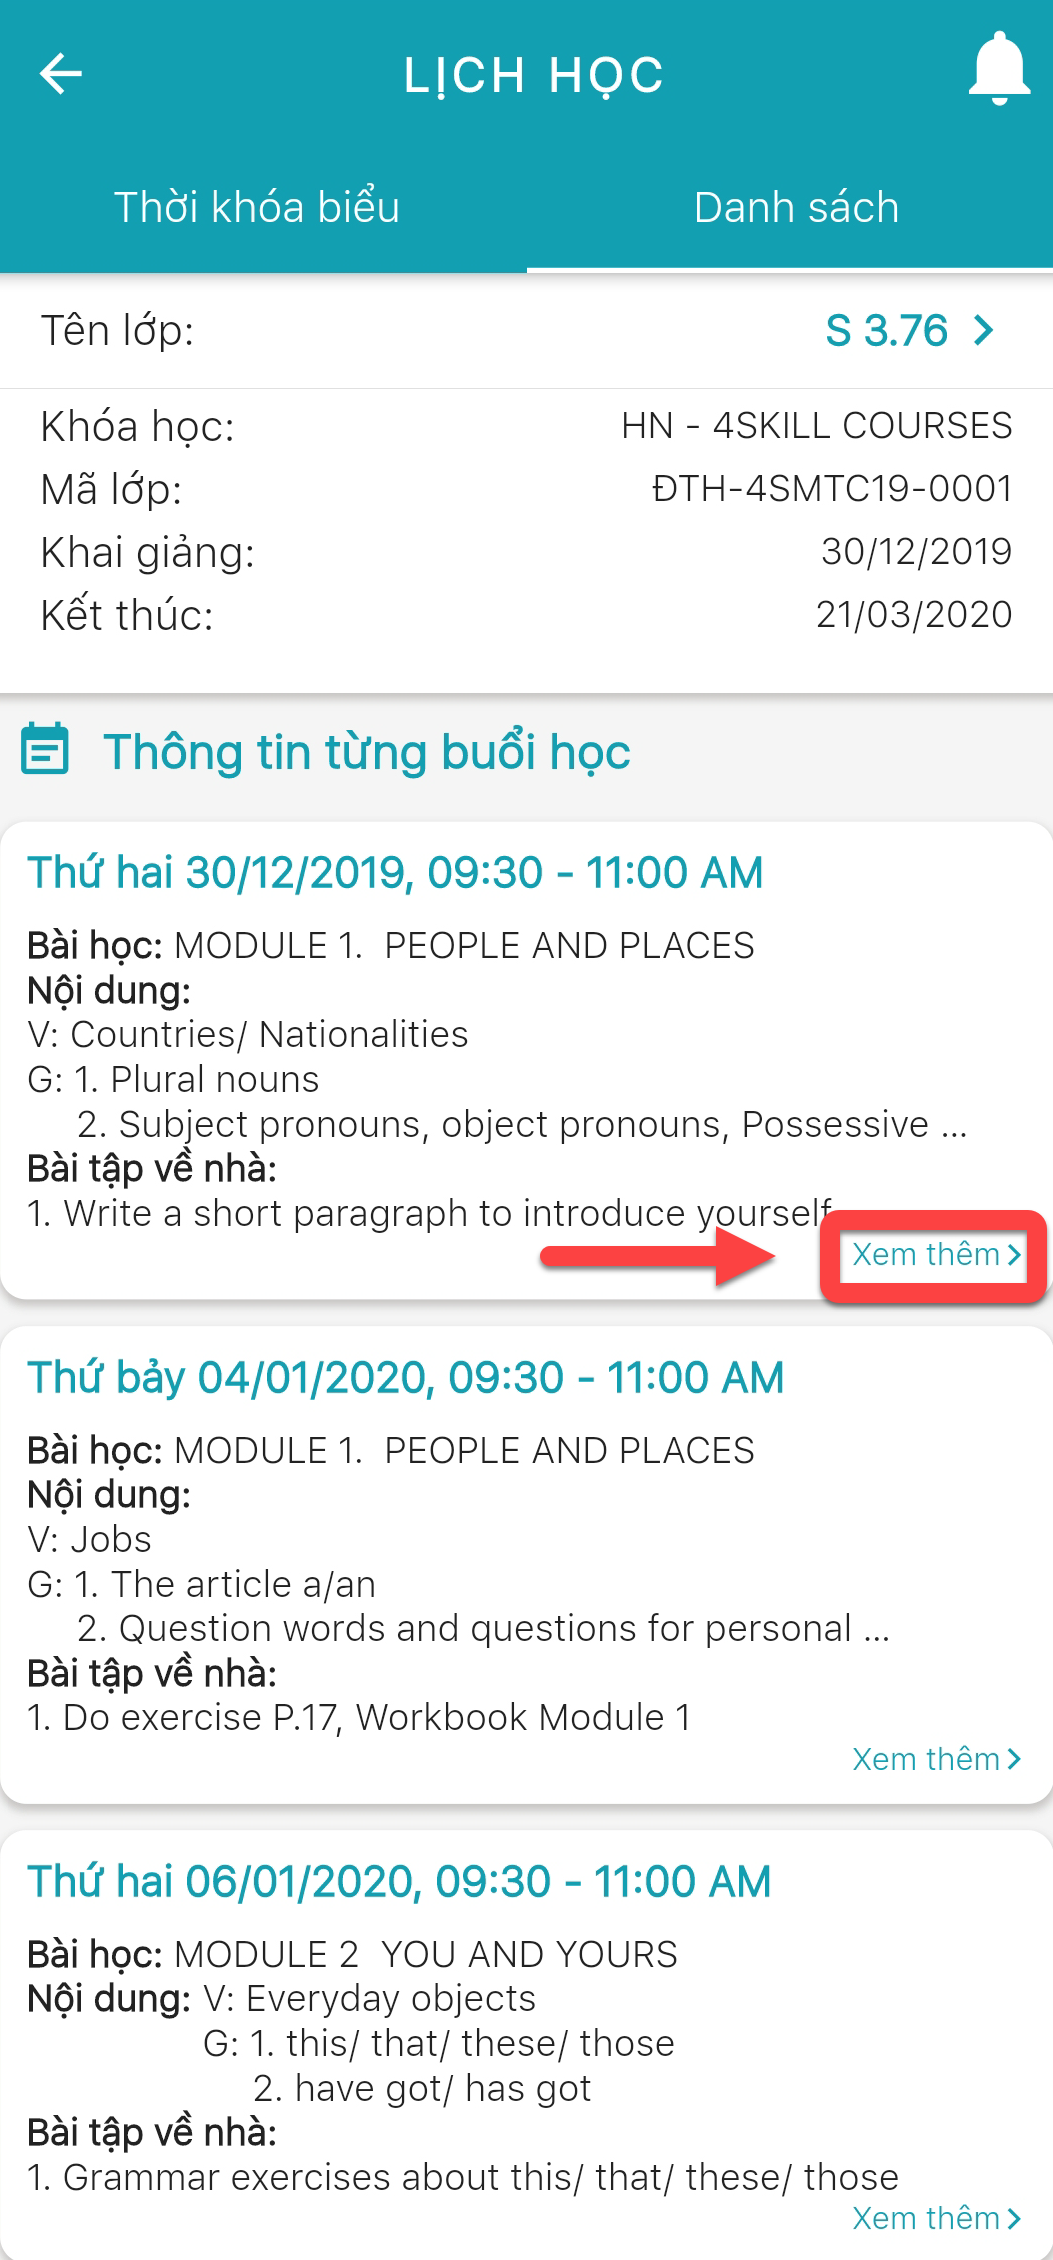 LỊCH HỌC
Thời khóa biểu
Danh sách
Tên lớp:
S 3.76
Khóa học:
HN - 4SKILL COURSES
Mã lớp:
ĐTH-4SMTC19-0001
Khai giảng:
30/12/2019
Kết thúc:
21/03/2020
Thông tin từng buổi học
Thứ hai 30/12/2019, 09:30 - 11:00 AM
Bài học: MODULE 1.  PEOPLE AND PLACES
Nội dung:
V: Countries/ Nationalities
G: 1. Plural nouns
2. Subject pronouns, object pronouns, Possessive ...
Bài tập về nhà:
1. Write a short paragraph to introduce yourself
Xem thêm
Thứ bảy 04/01/2020, 09:30 - 11:00 AM
Bài học: MODULE 1.  PEOPLE AND PLACES
Nội dung:
V: Jobs
G: 1. The article a/an
2. Question words and questions for personal ...
Bài tập về nhà:
1. Do exercise P.17, Workbook Module 1
Xem thêm
Thứ hai 06/01/2020, 09:30 - 11:00 AM
Bài học: MODULE 2  YOU AND YOURS
Nội dung: V: Everyday objects
G: 1. this/ that/ these/ those
2. have got/ has got
Bài tập về nhà:
1. Grammar exercises about this/ that/ these/ those
Xem thêm